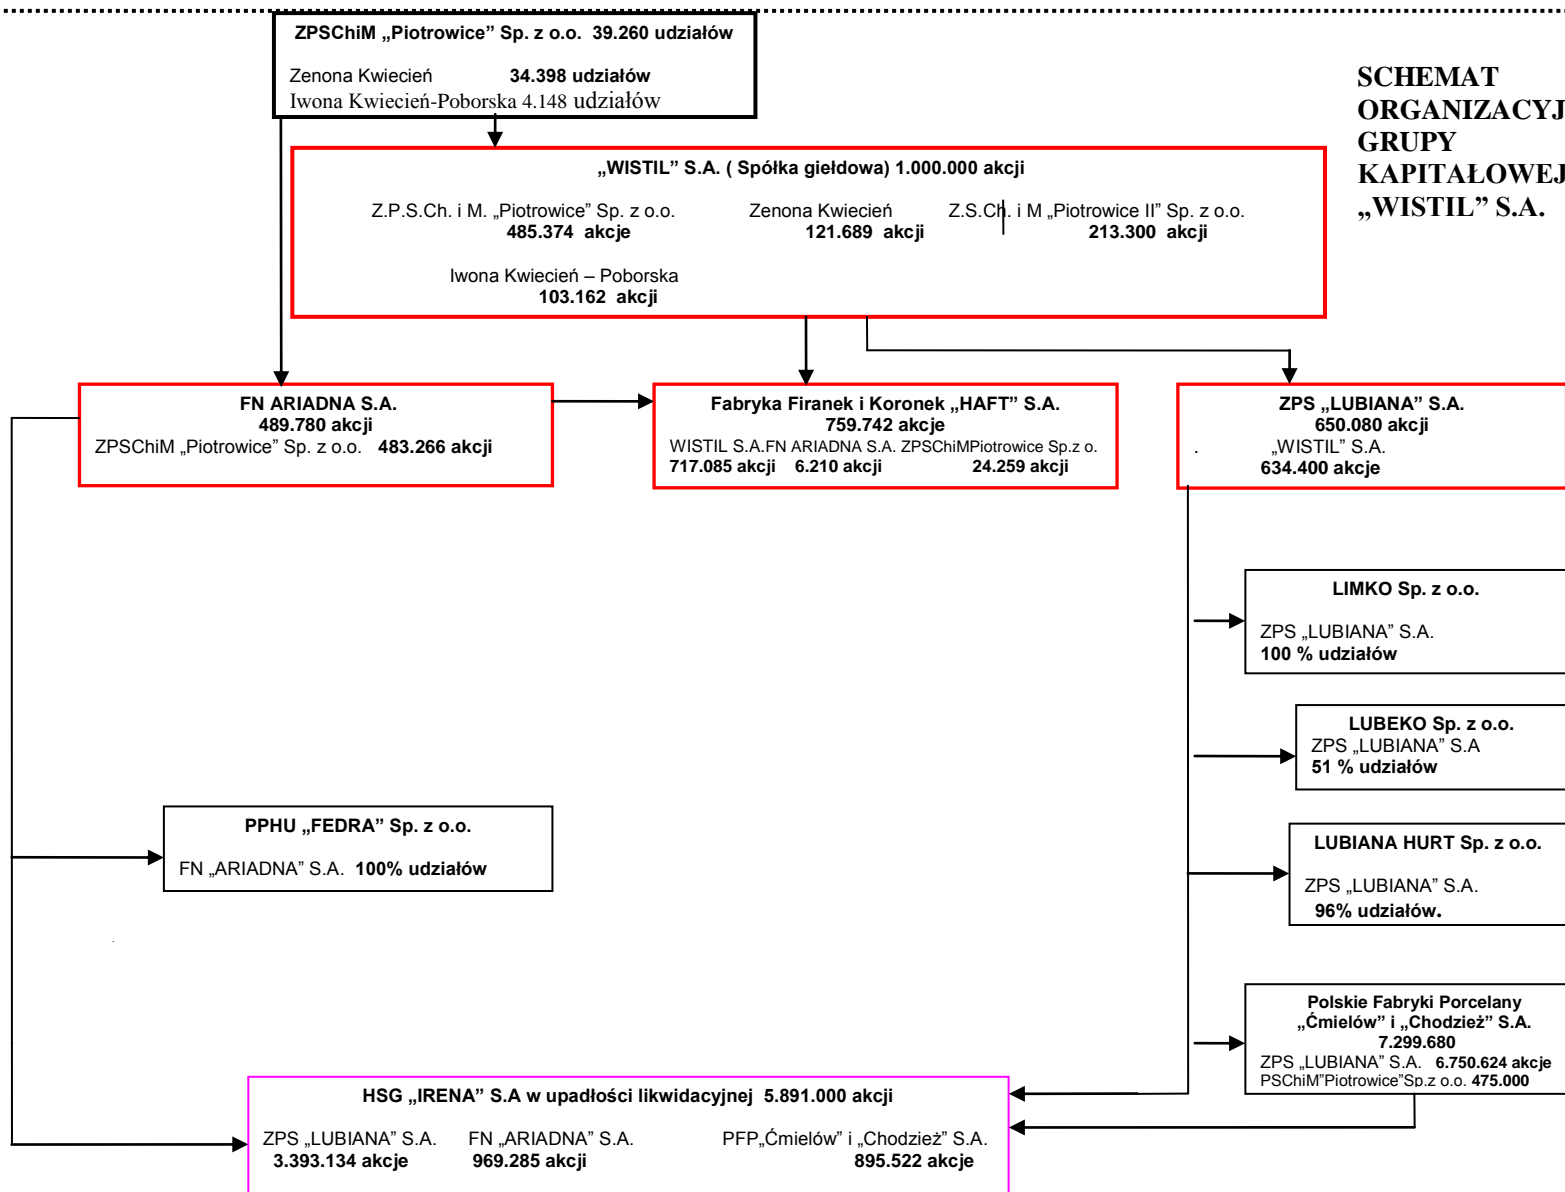 ZPSChiM „Piotrowice” Sp. z o.o. 39.260 udziałów
Zenona Kwiecień 34.398 udziałów
Iwona Kwiecień-Poborska 4.148 udziałów
SCHEMAT
ORGANIZACYJ
GRUPY
KAPITAŁOWEJ
„WISTIL” S.A.
„WISTIL” S.A. ( Spółka giełdowa) 1.000.000 akcji
Z.P.S.Ch. i M. „Piotrowice” Sp. z o.o. Zenona Kwiecień Z.S.Ch. i M „Piotrowice II” Sp. z o.o.
485.374 akcje 121.689 akcji 213.300 akcji
Iwona Kwiecień – Poborska
103.162 akcji
FN ARIADNA S.A.
489.780 akcji
ZPSChiM „Piotrowice” Sp. z o.o. 483.266 akcji
Fabryka Firanek i Koronek „HAFT” S.A.
759.742 akcje
WISTIL S.A.FN ARIADNA S.A. ZPSChiMPiotrowice Sp.z o.
717.085 akcji 6.210 akcji 24.259 akcji
ZPS „LUBIANA” S.A.
650.080 akcji
. „WISTIL” S.A.
634.400 akcje
LIMKO Sp. z o.o.
ZPS „LUBIANA” S.A.
100 % udziałów
LUBEKO Sp. z o.o.
ZPS „LUBIANA” S.A
51 % udziałów
PPHU „FEDRA” Sp. z o.o.
FN „ARIADNA” S.A. 100% udziałów
LUBIANA HURT Sp. z o.o.
ZPS „LUBIANA” S.A.
96% udziałów.
Polskie Fabryki Porcelany
„Ćmielów” i „Chodzież” S.A.
7.299.680
ZPS „LUBIANA” S.A. 6.750.624 akcje
PSChiM”Piotrowice”Sp.z o.o. 475.000
HSG „IRENA” S.A w upadłości likwidacyjnej 5.891.000 akcji
ZPS „LUBIANA” S.A. FN „ARIADNA” S.A. PFP„Ćmielów” i „Chodzież” S.A.
3.393.134 akcje 969.285 akcji 895.522 akcje